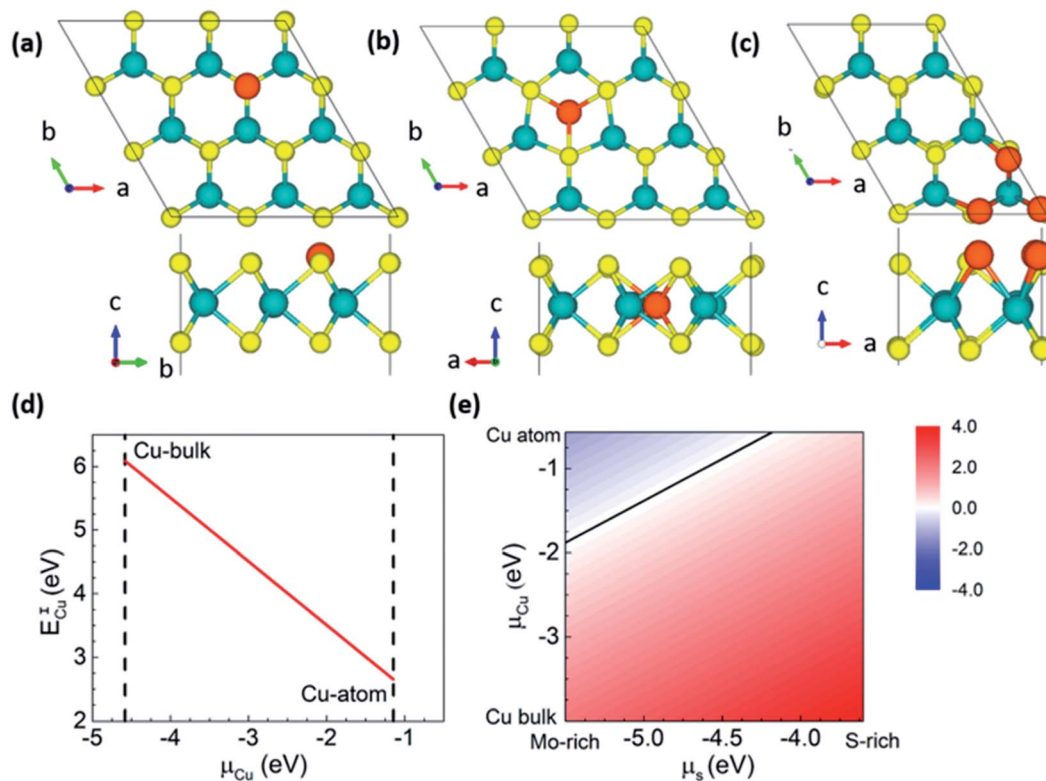 (a)
(b)
(c)
b
a
b
a
b
a
c
b
c
a
c
a
(d)
(e)
6
5
4
3
2
E^I_Cu (eV)
Cu-bulk
Cu-atom
-5
-4
-3
-2
-1
μ_Cu (eV)
Cu atom
-1
-2
-3
Cu bulk
μ_Cu (eV)
Mo-rich
-5.0
-4.5
-4.0
S-rich
μ_s (eV)
4.0
2.0
0.0
-2.0
-4.0